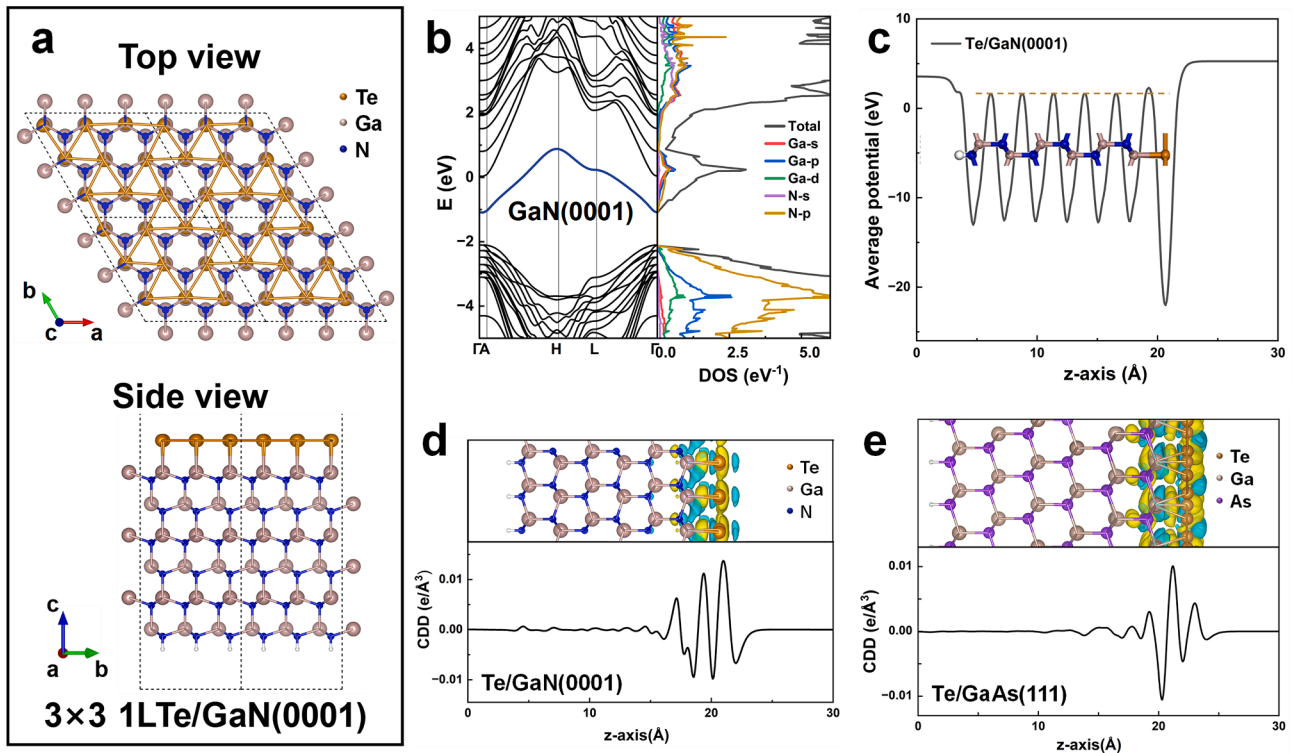 a
Top view
Te
Ga
N
b
c
a
Side view
c
a
b
3×3 1LTe/GaN(0001)
b
4
2
0
−2
−4
E (eV)
GaN(0001)
ΓA
H
L
Γ
Total
Ga-s
Ga-p
Ga-d
N-s
N-p
0.0
2.5
5.0
DOS (eV⁻¹)
c
Te/GaN(0001)
10
0
−10
−20
Average potential (eV)
0
10
20
30
z-axis (Å)
d
Te
Ga
N
0.01
0.00
−0.01
CDD (e/Å³)
Te/GaN(0001)
0
10
20
30
z-axis(Å)
e
Te
Ga
As
0.01
0.00
−0.01
CDD (e/Å³)
Te/GaAs(111)
0
10
20
30
z-axis(Å)